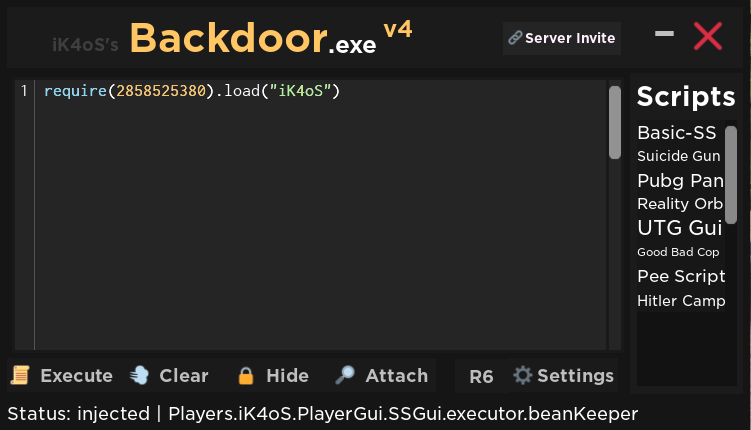 iK4oS's Backdoor.exe v4
🔗Server Invite
1 require(2858525380).load("iK4oS")
Scripts
Basic-SS
Suicide Gun
Pubg Pan
Reality Orb
UTG Gui
Good Bad Cop
Pee Script
Hitler Camp
Execute Clear Hide Attach R6 Settings
Status: injected | Players.iK4oS.PlayerGui.SSGui.executor.beanKeeper